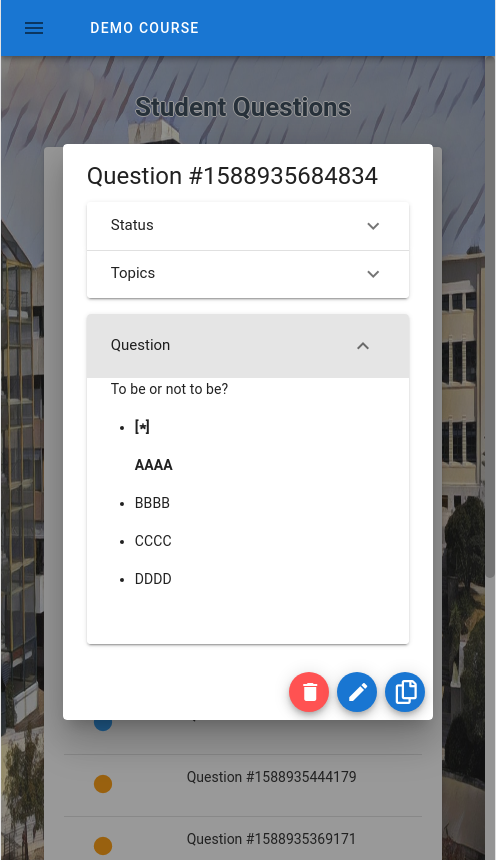 DEMO COURSE
Student Questions
Question #1588935684834
Status
Topics
Question
To be or not to be?
[*]
AAAA
BBBB
CCCC
DDDD
Question #1588935444179
Question #1588935369171